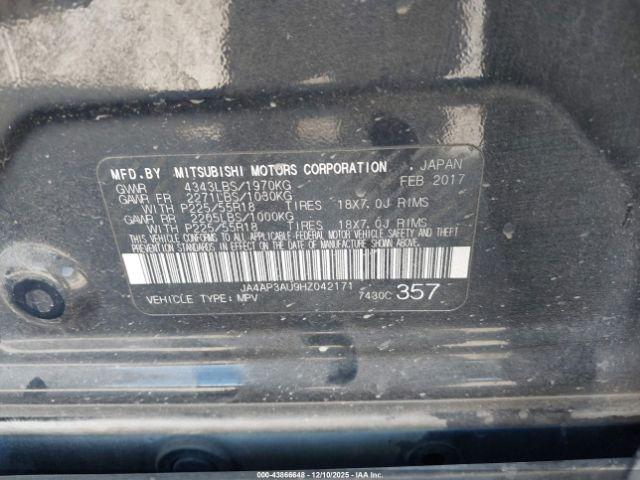 MFD.BY MITSUBISHI MOTORS CORPORATION . JAPAN
GVWR 4343LBS/1970KG FEB 2017
GAWR FR 2271LBS/1030KG
WITH P225/55R18 TIRES 18X7.0J RIMS
GAWR RR 2205LBS/1000KG
WITH P225/55R18 TIRES 18X7.0J RIMS
THIS VEHICLE CONFORMS TO ALL APPLICABLE FEDERAL MOTOR VEHICLE SAFETY AND
THEFT PREVENTION STANDARDS IN EFFECT ON THE DATE OF MANUFACTURE SHOWN ABOVE.
JA4AP3AU9HZ042171
VEHICLE TYPE: MPV 7430C 357
000-43866648 - 12/10/2025 - IAAI.CA